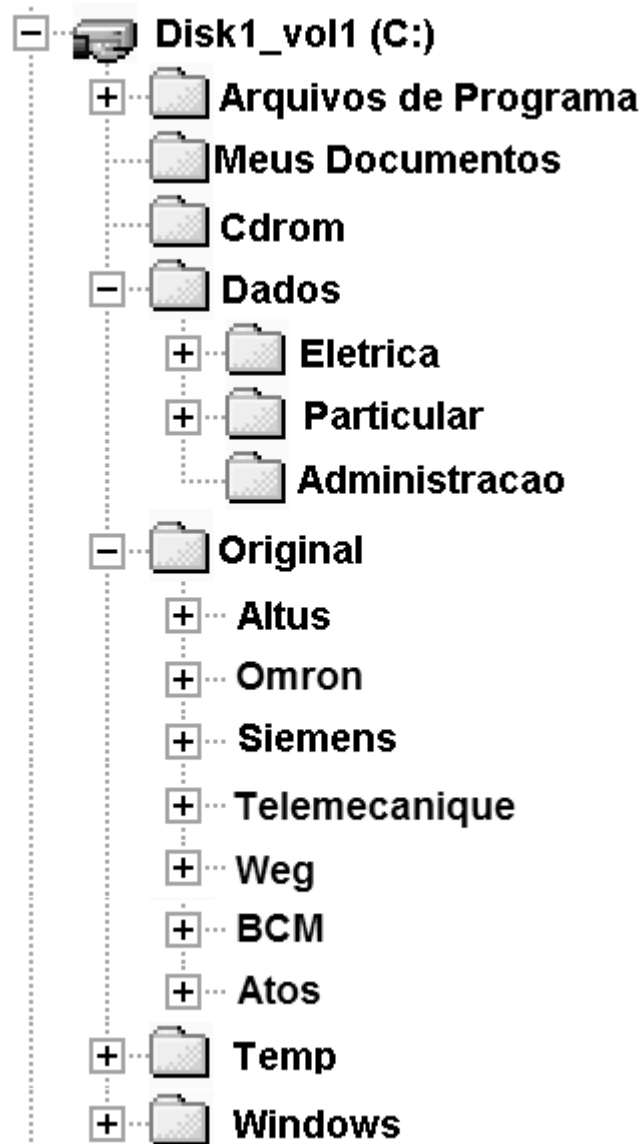 Disk1_vol1 (C:)
Arquivos de Programa
Meus Documentos
Cdrom
Dados
Eletrica
Particular
Administracao
Original
Altus
Omron
Siemens
Telemecanique
Weg
BCM
Atos
Temp
Windows